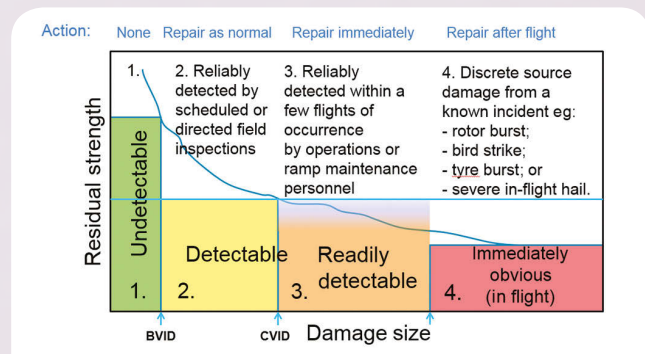 Action: None Repair as normal Repair immediately Repair after flight
1.
2. Reliably
detected by
scheduled or
directed field
inspections
3. Reliably
detected within a
few flights of
occurrence
by operations or
ramp maintenance
personnel
4. Discrete source
damage from a
known incident eg:
- rotor burst;
- bird strike;
- tyre burst; or
- severe in-flight hail.
Residual strength
Undetectable
1.
Detectable
2.
Readily
detectable
3.
Immediately
obvious
(in flight)
4.
BVID
CVID
Damage size